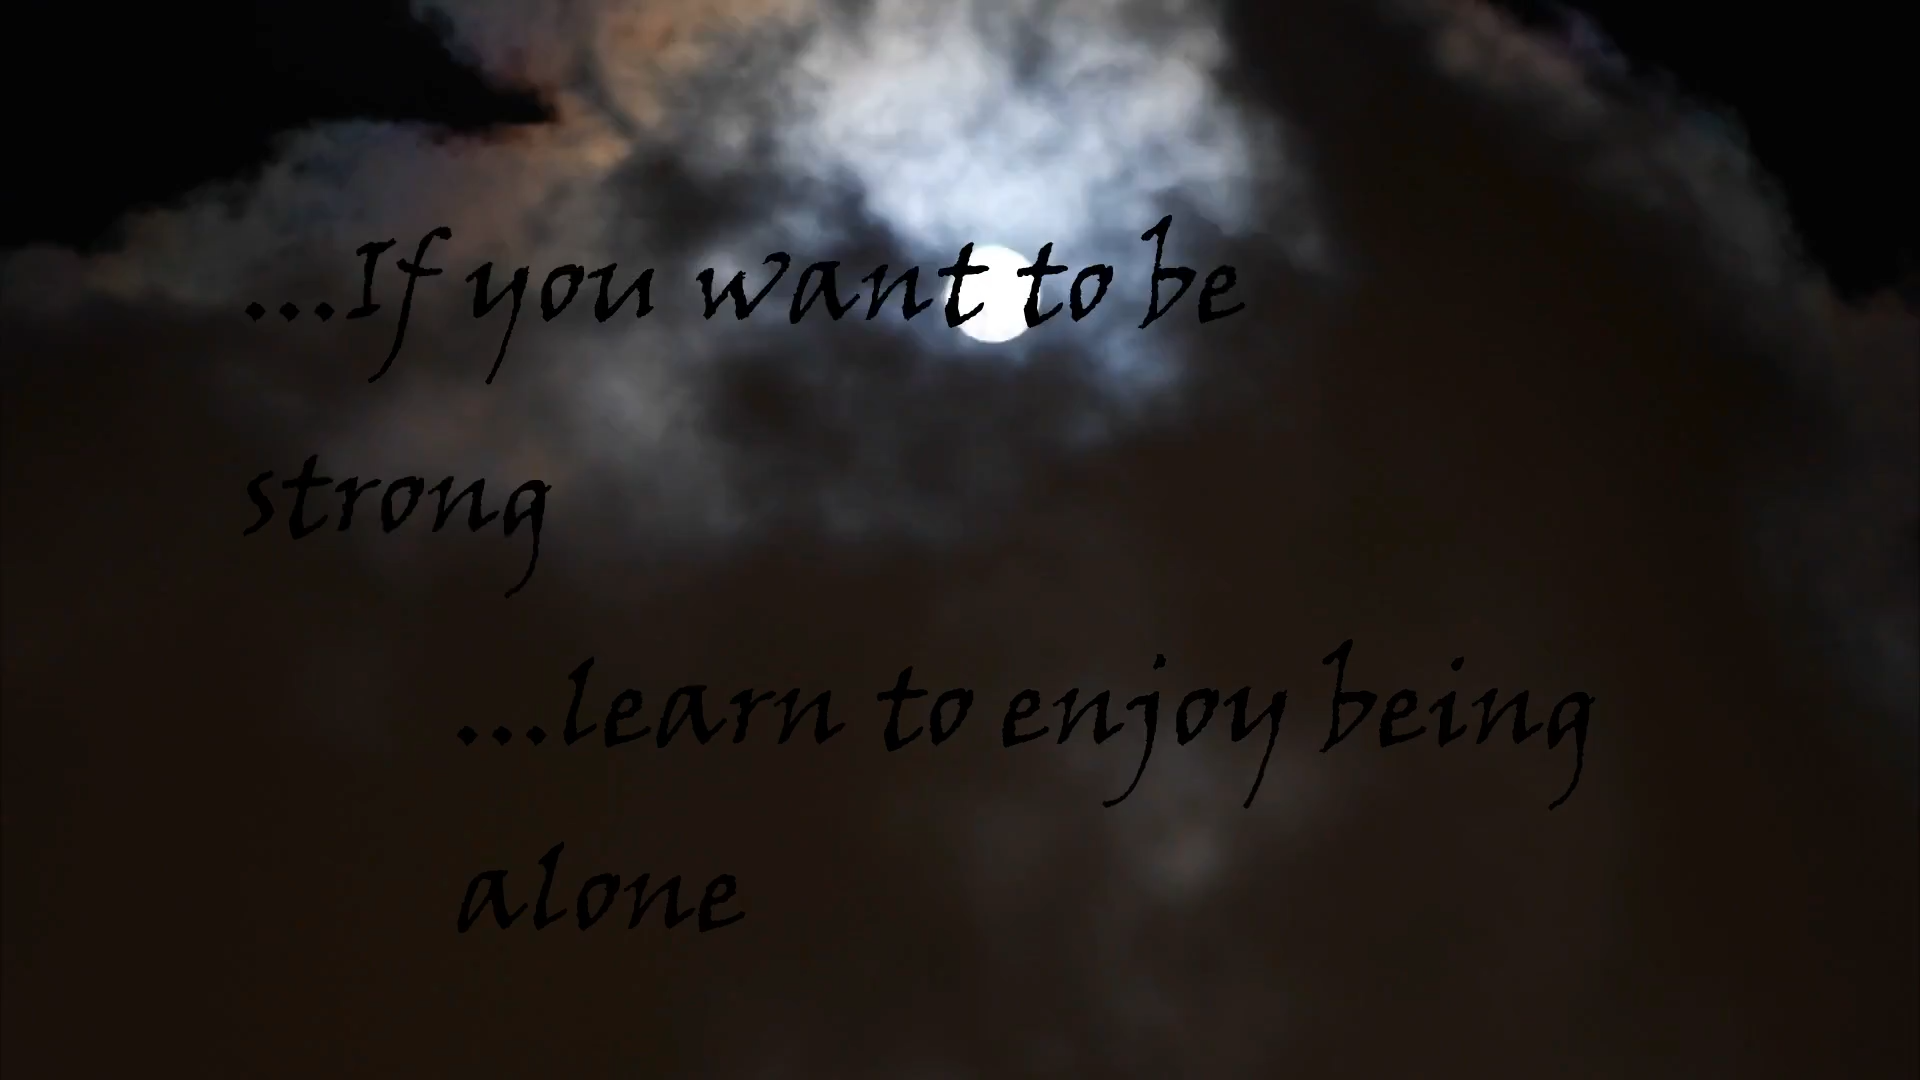 ...If you want to be
strong
...learn to enjoy being
alone